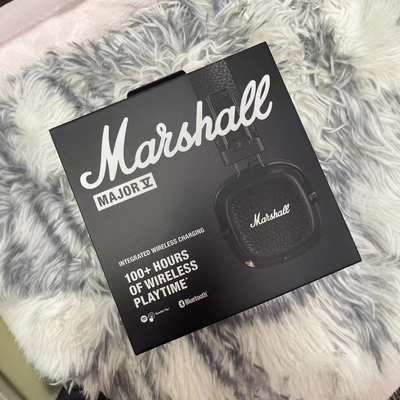 Marshall
MAJOR V
INTEGRATED WIRELESS CHARGING
100+ HOURS
OF WIRELESS
PLAYTIME*
Bluetooth®
Marshall